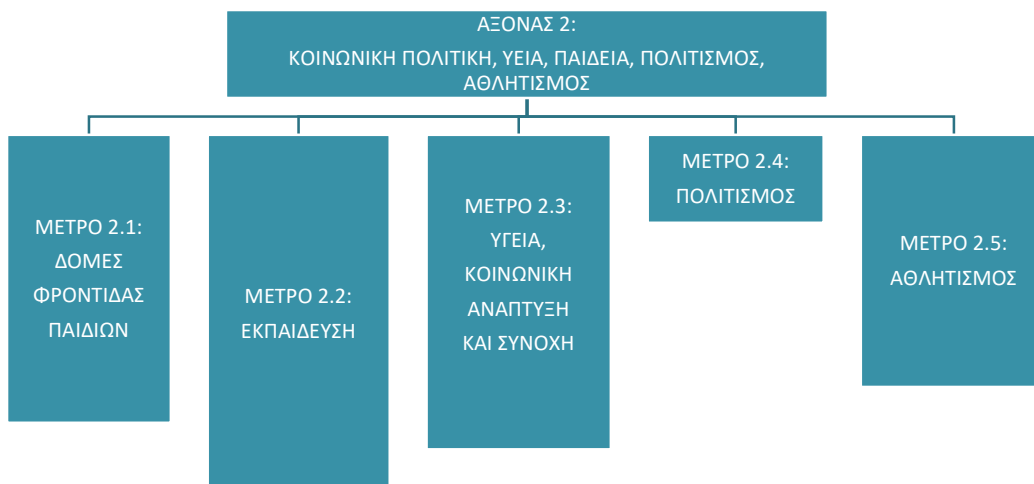 ΑΞΟΝΑΣ 2:
ΚΟΙΝΩΝΙΚΗ ΠΟΛΙΤΙΚΗ, ΥΕΙΑ, ΠΑΙΔΕΙΑ, ΠΟΛΙΤΙΣΜΟΣ,
ΑΘΛΗΤΙΣΜΟΣ
ΜΕΤΡΟ 2.1:
ΔΟΜΕΣ
ΦΡΟΝΤΙΔΑΣ
ΠΑΙΔΙΩΝ
ΜΕΤΡΟ 2.2:
ΕΚΠΑΙΔΕΥΣΗ
ΜΕΤΡΟ 2.3:
ΥΓΕΙΑ,
ΚΟΙΝΩΝΙΚΗ
ΑΝΑΠΤΥΞΗ
ΚΑΙ ΣΥΝΟΧΗ
ΜΕΤΡΟ 2.4:
ΠΟΛΙΤΙΣΜΟΣ
ΜΕΤΡΟ 2.5:
ΑΘΛΗΤΙΣΜΟΣ